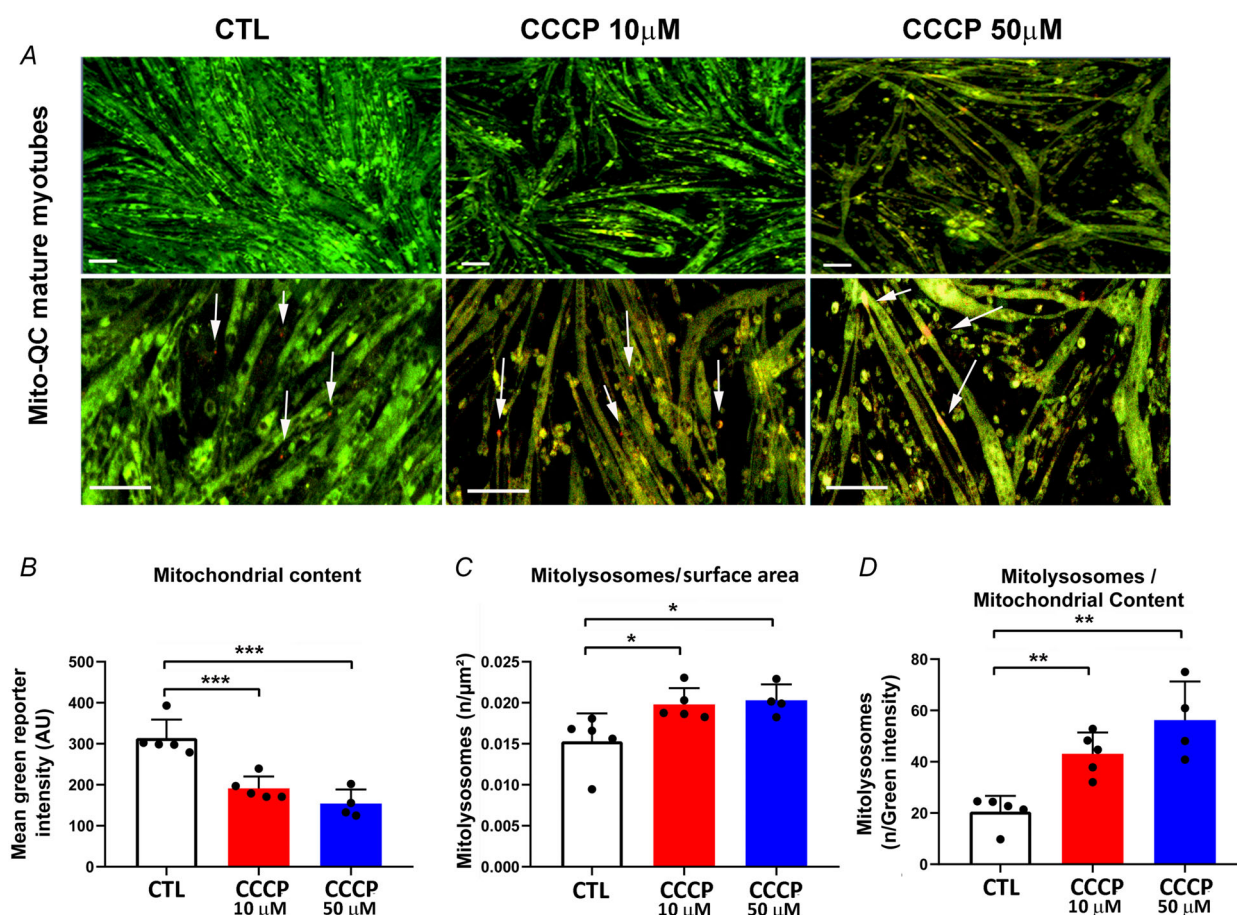 CTL CCCP 10μM CCCP 50μM
A
Mito-QC mature myotubes
B Mitochondrial content
***
***
Mean green reporter
intensity (AU)
500
400
300
200
100
0
CTL CCCP CCCP
10 μM 50 μM
C Mitolysosomes/surface area
*
*
Mitolysosomes (n/μm²)
0.025
0.020
0.015
0.010
0.005
0.000
CTL CCCP CCCP
10 μM 50 μM
D Mitolysosomes /
Mitochondrial Content
**
**
Mitolysosomes
(n/Green intensity)
80
60
40
20
0
CTL CCCP CCCP
10 μM 50 μM